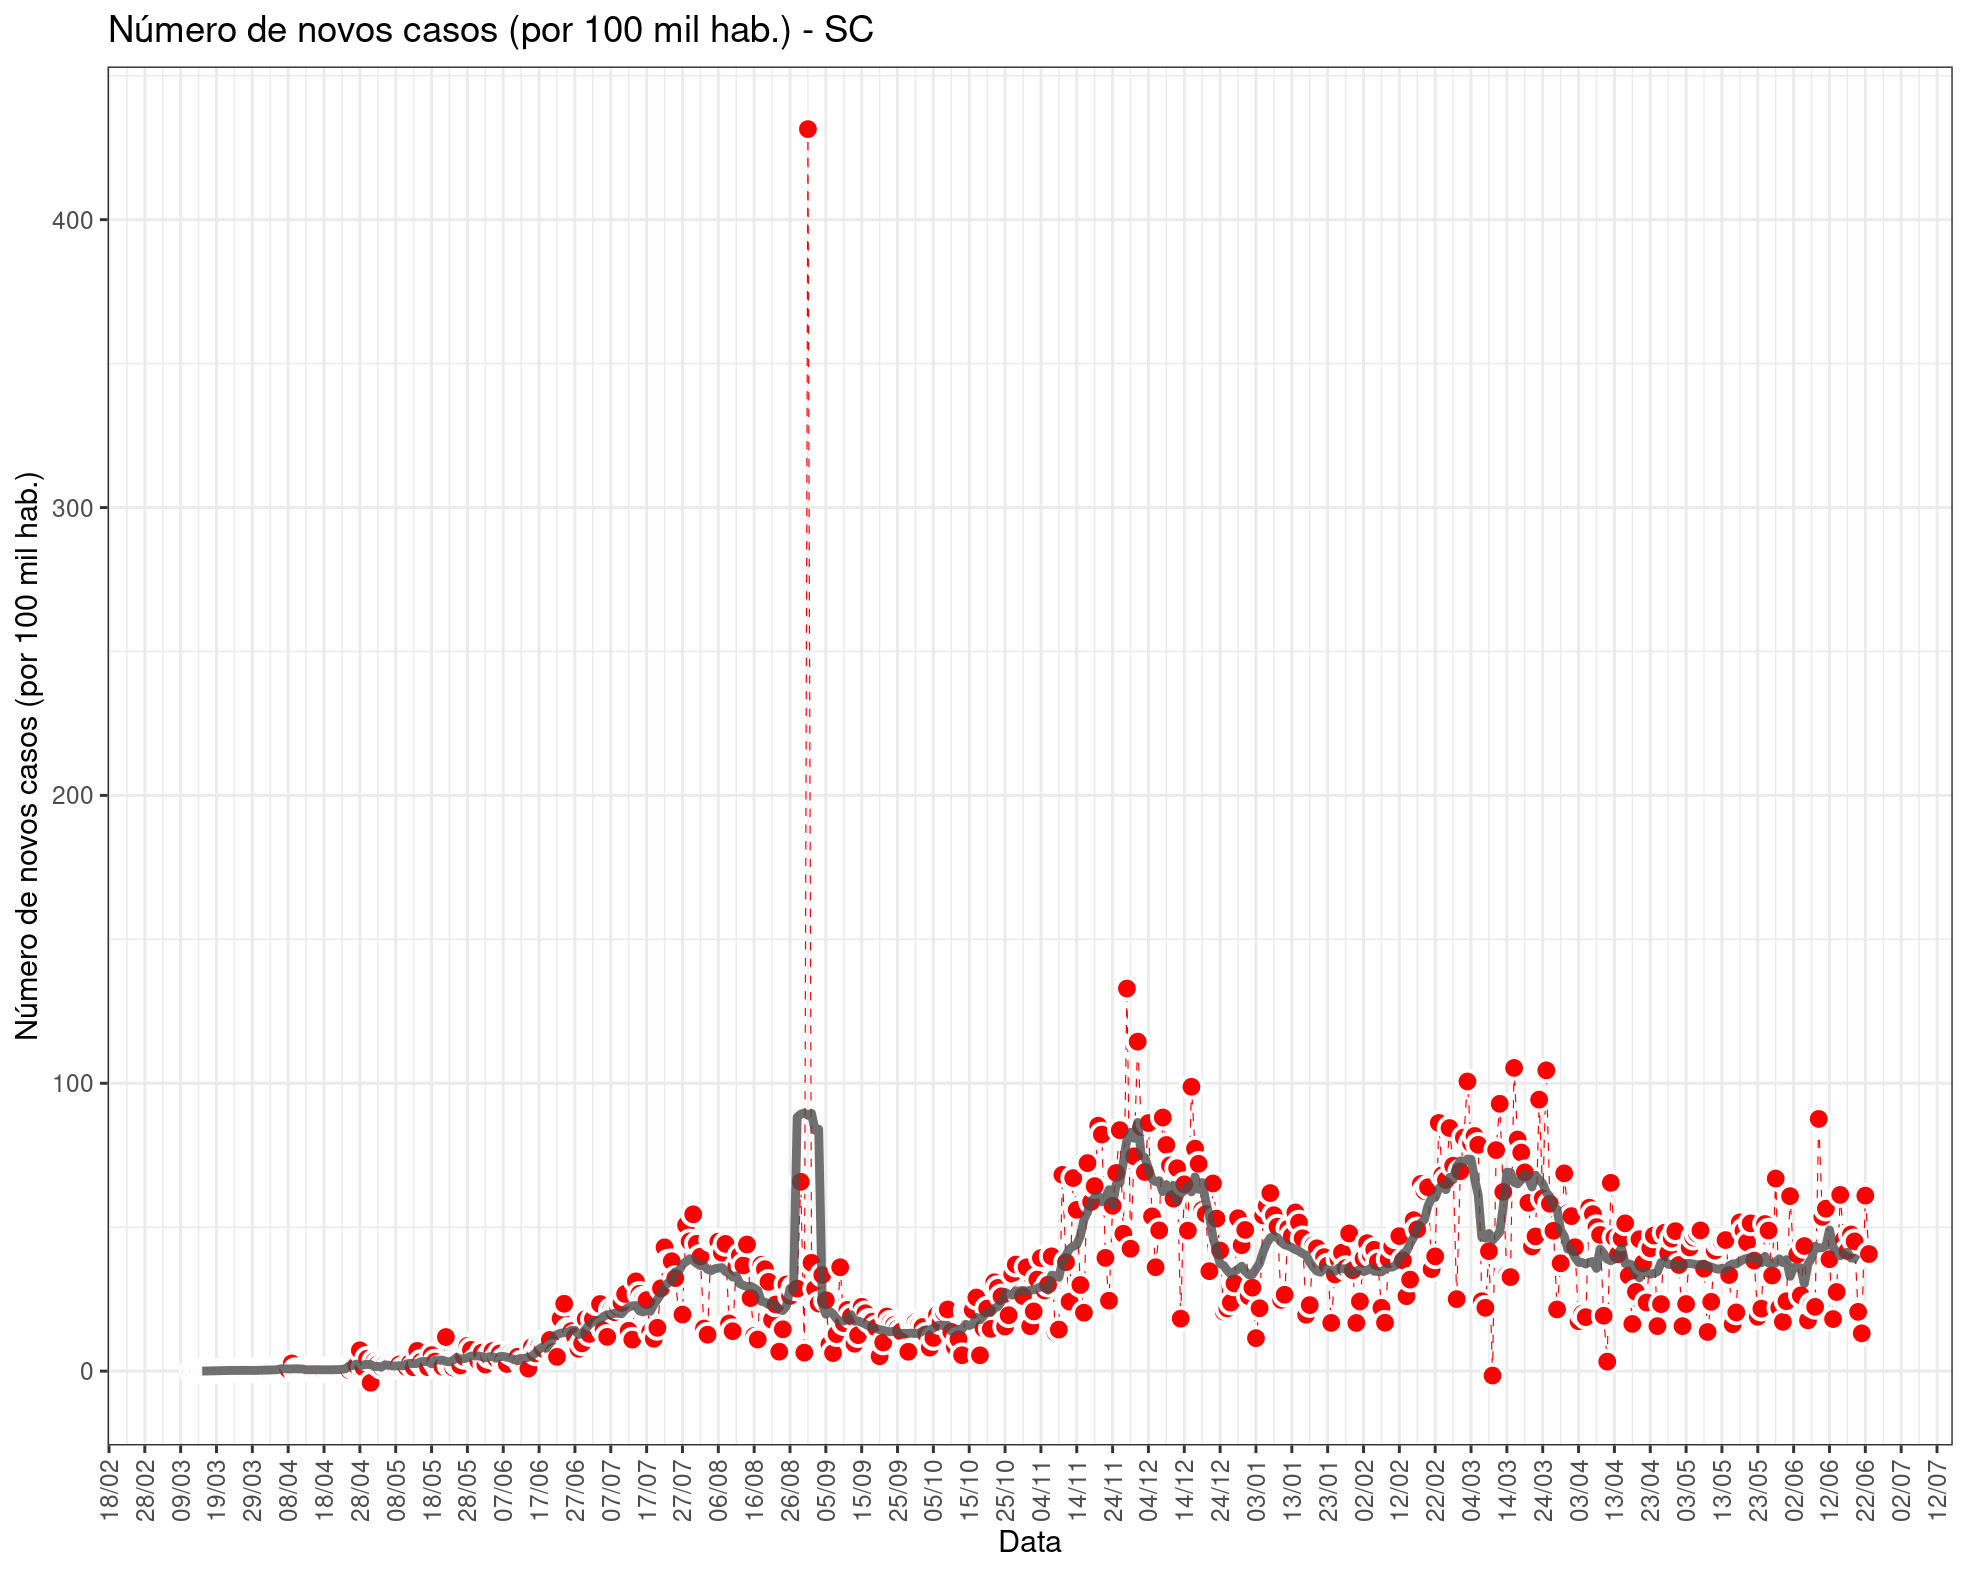 Número de novos casos (por 100 mil hab.) - SC
Número de novos casos (por 100 mil hab.)
400
300
200
100
0
18/02 28/02 09/03 19/03 29/03 08/04 18/04 28/04 08/05 18/05 28/05 07/06 17/06 27/06 07/07 17/07 27/07 06/08 16/08 26/08 05/09 15/09 25/09 05/10 15/10 25/10 04/11 14/11 24/11 04/12 14/12 24/12 03/01 13/01 23/01 02/02 12/02 22/02 04/03 14/03 24/03 03/04 13/04 23/04 03/05 13/05 23/05 02/06 12/06 22/06 02/07 12/07
Data